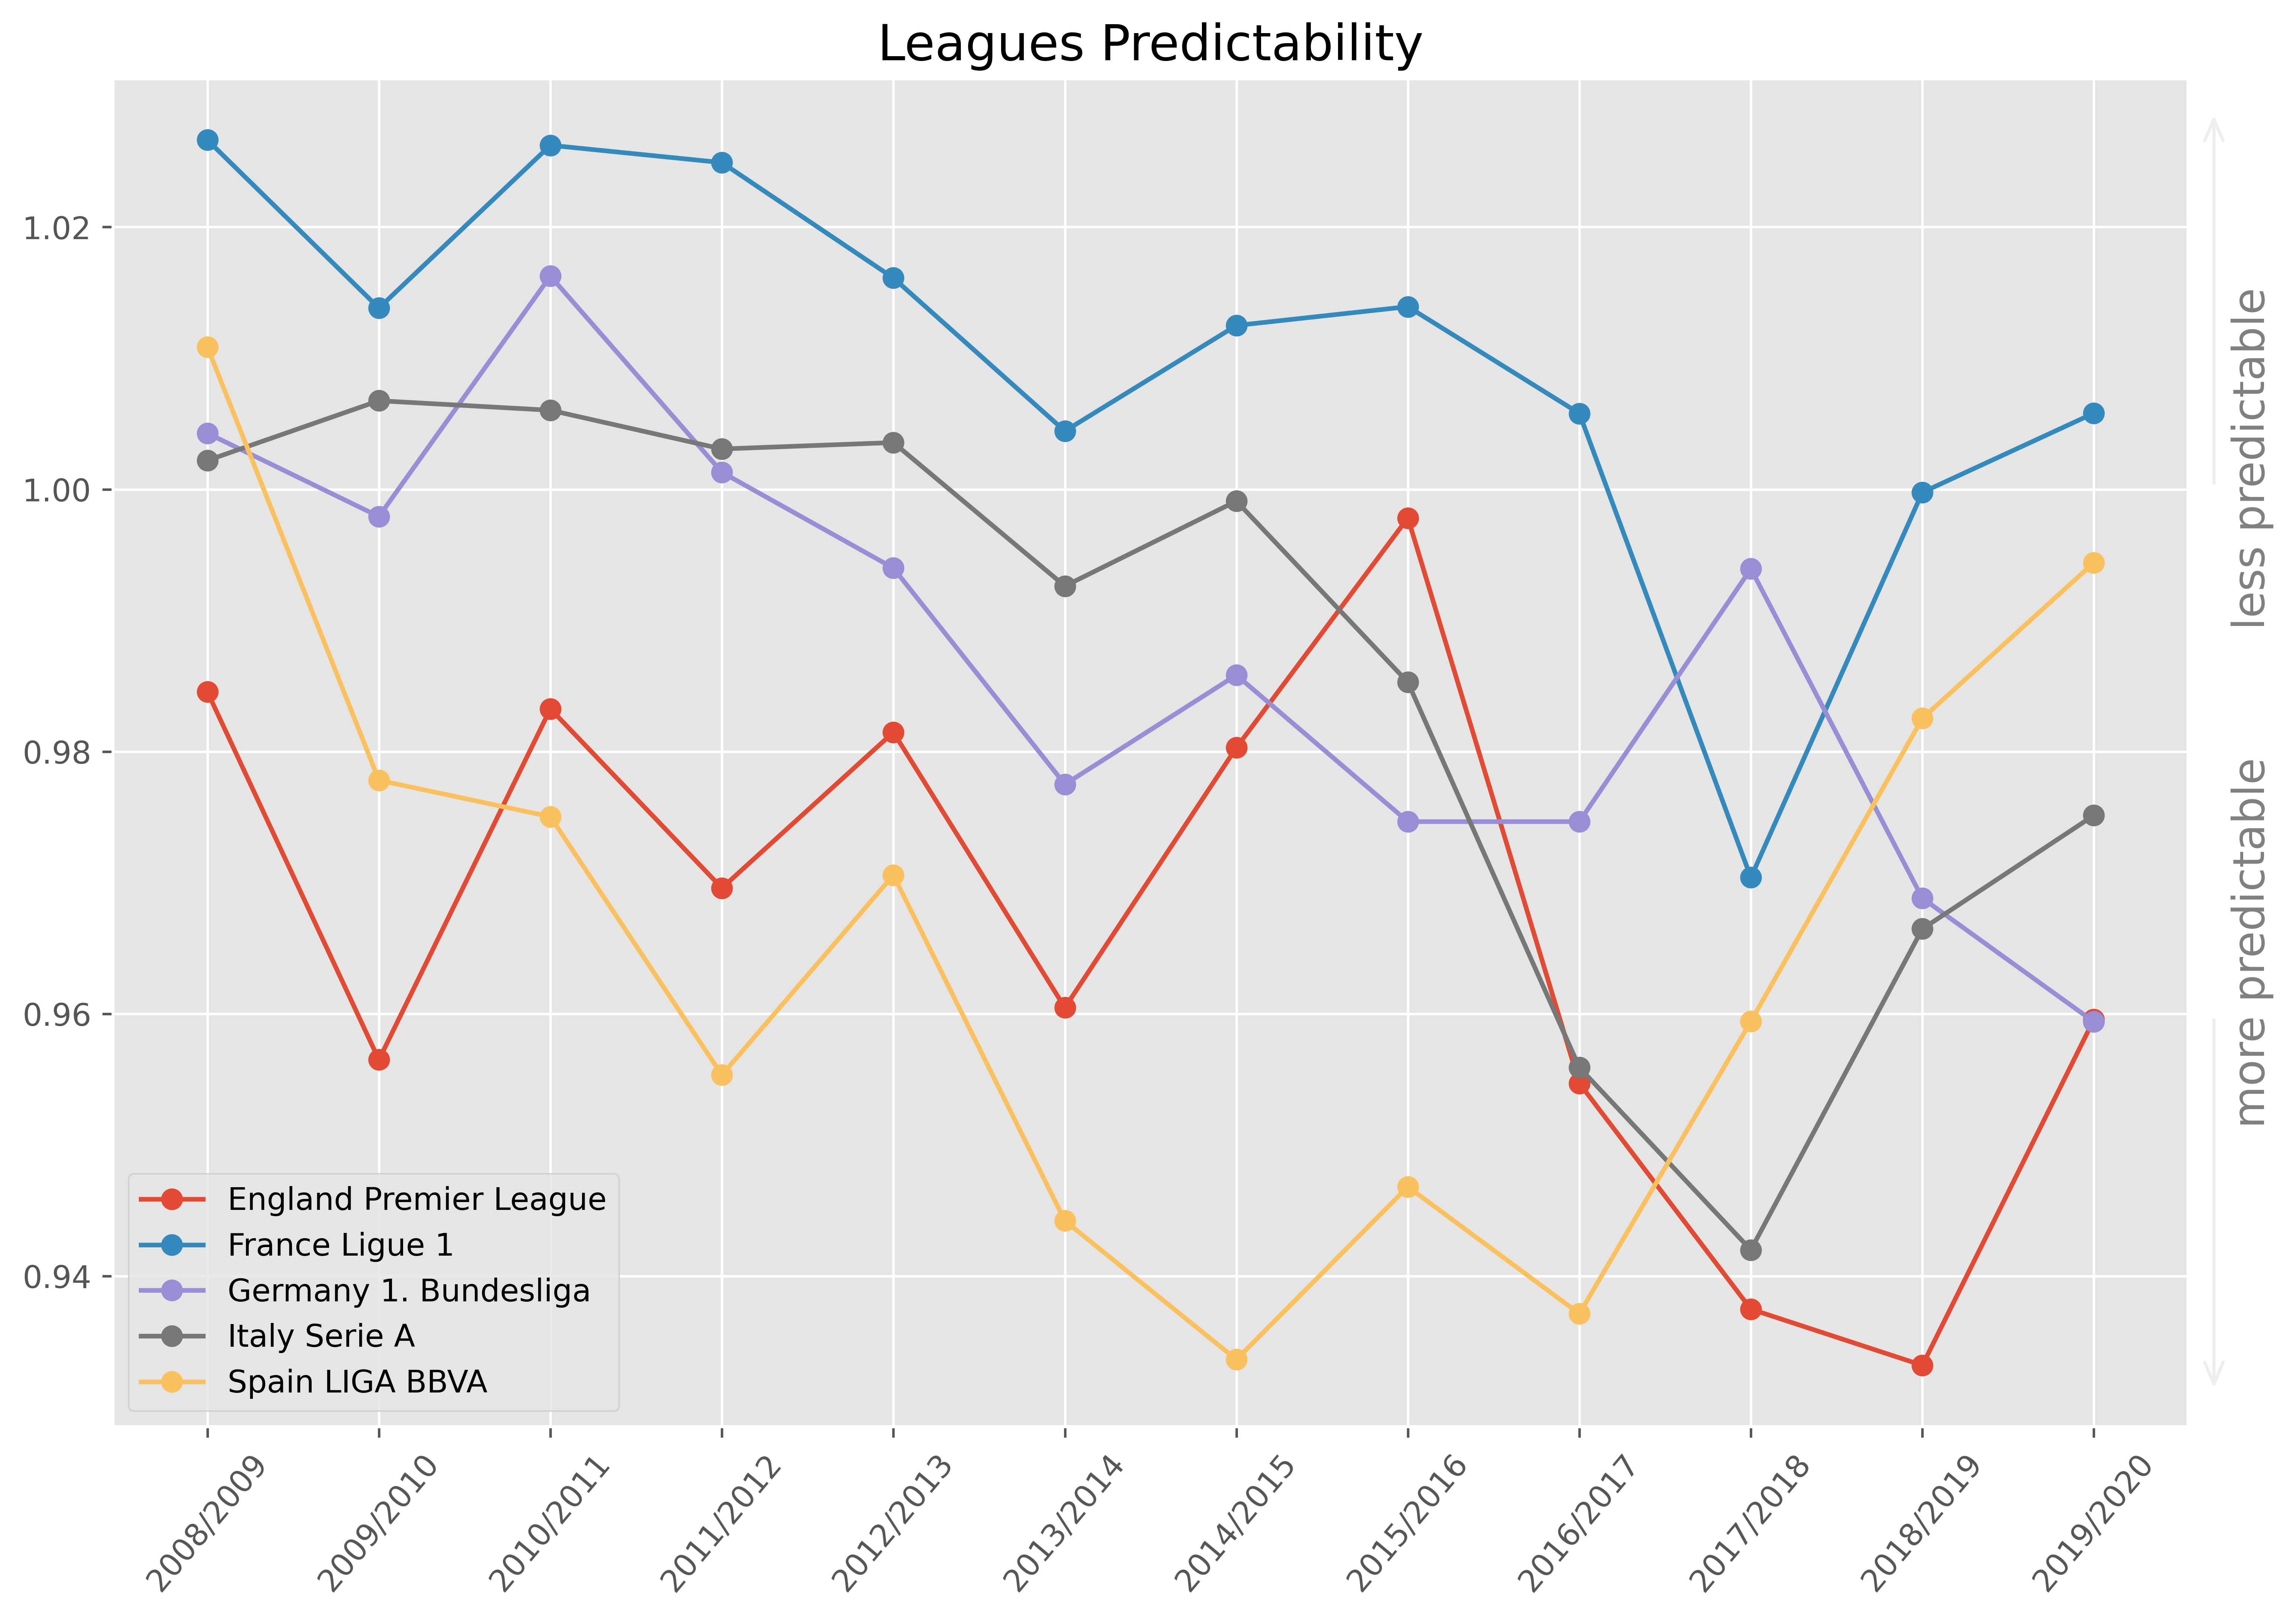 Leagues Predictability
1.02
1.00
0.98
0.96
0.94
less predictable
more predictable
England Premier League
France Ligue 1
Germany 1. Bundesliga
Italy Serie A
Spain LIGA BBVA
2008/2009
2009/2010
2010/2011
2011/2012
2012/2013
2013/2014
2014/2015
2015/2016
2016/2017
2017/2018
2018/2019
2019/2020